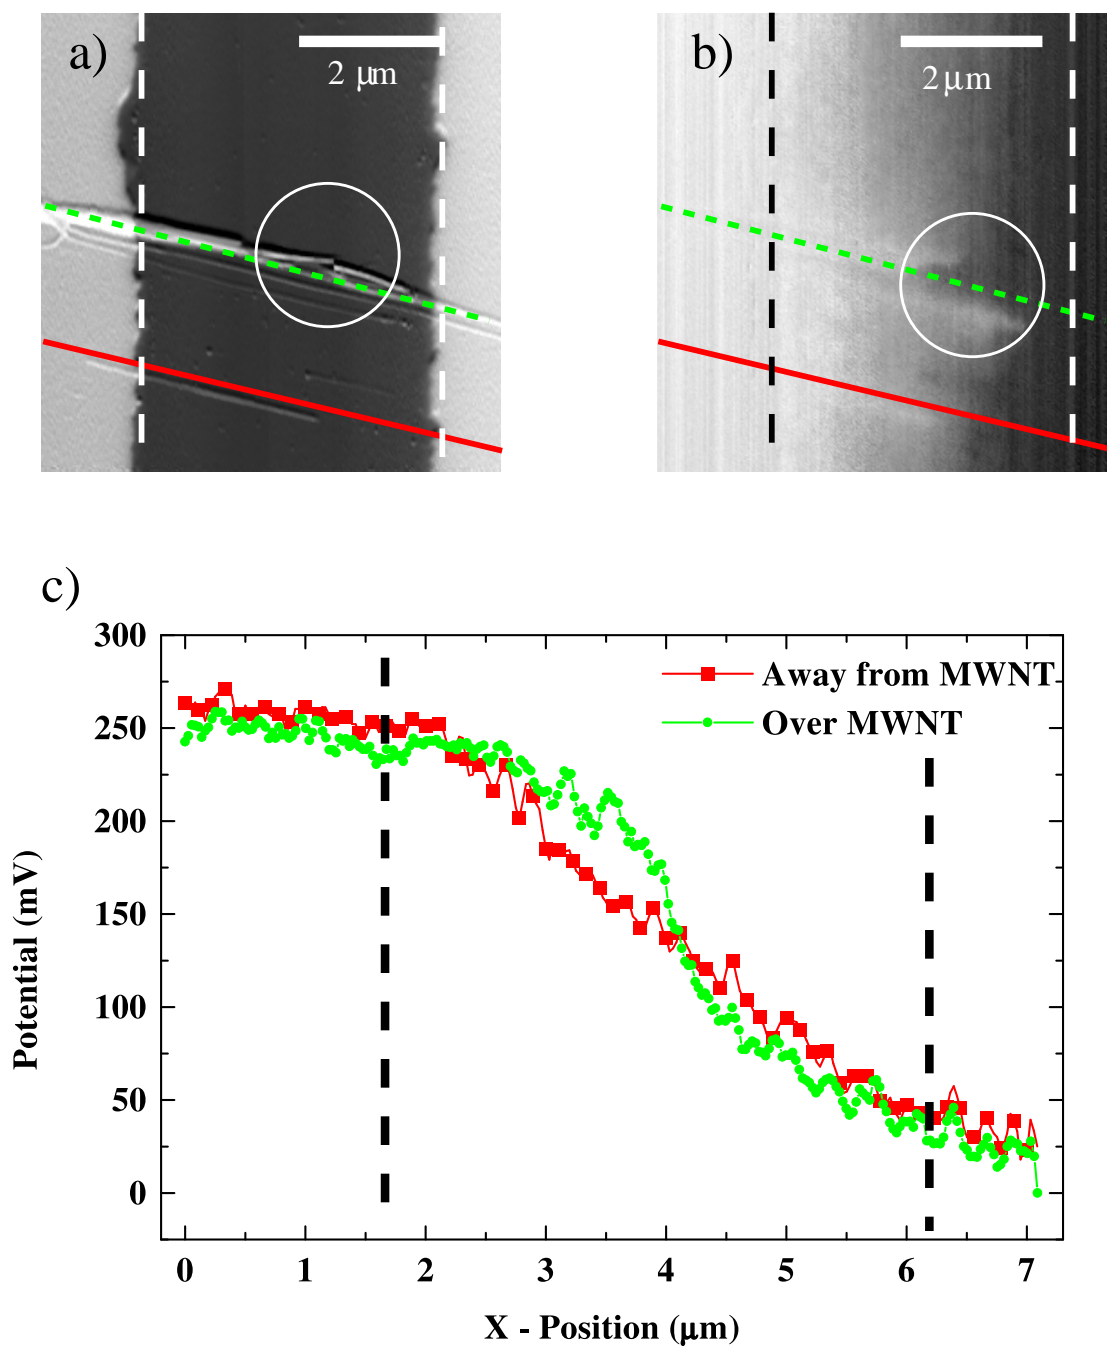 a)
2 μm
b)
2 μm
c)
300
250
200
150
100
50
0
Potential (mV)
Away from MWNT
Over MWNT
0 1 2 3 4 5 6 7
X - Position (μm)